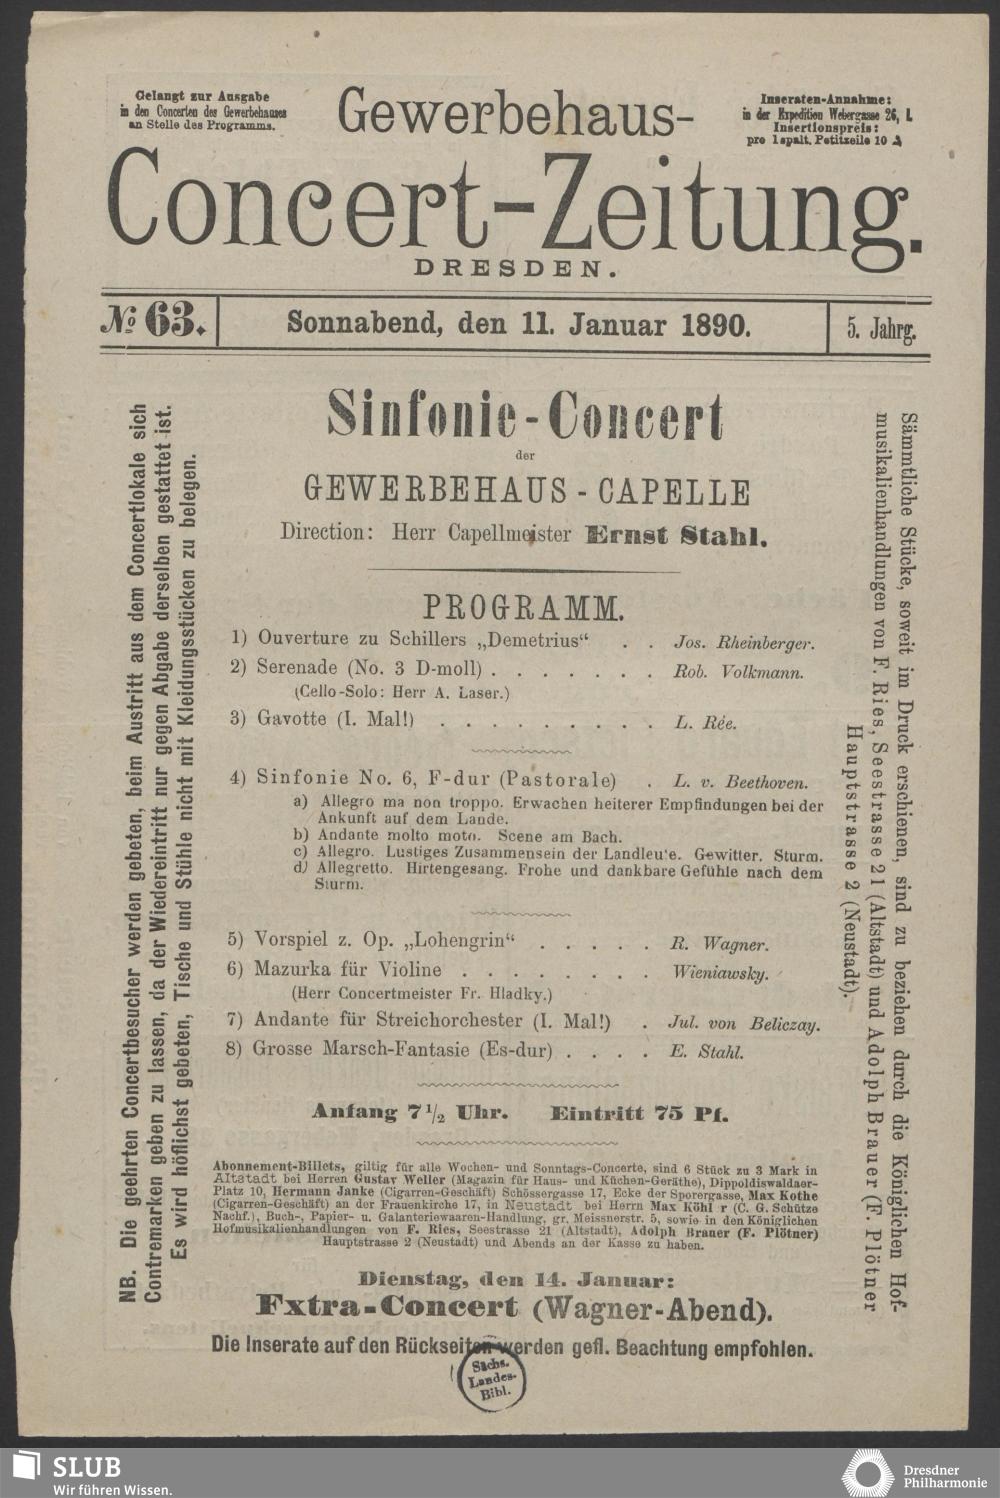 Gelangt zur Ausgabe
in den Concerten des Gewerbehauses
an Stelle des Programms.
Gewerbehaus-
Inseraten-Annahme:
in der Expedition Webergasse 26, I.
Insertionspreis:
pro 1spalt. Petitzeile 10 ₰
Concert-Zeitung.
DRESDEN.
№ 63.
Sonnabend, den 11. Januar 1890.
5. Jahrg.
NB. Die geehrten Concertbesucher werden gebeten, beim Austritt aus dem Concertlokale sich
Contremarken geben zu lassen, da der Wiedereintritt nur gegen Abgabe derselben gestattet ist.
Es wird höflichst gebeten, Tische und Stühle nicht mit Kleidungsstücken zu belegen.
Sinfonie-Concert
der
GEWERBEHAUS-CAPELLE
Direction: Herr Capellmeister Ernst Stahl.
PROGRAMM.
1) Ouverture zu Schillers „Demetrius“ . . Jos. Rheinberger.
2) Serenade (No. 3 D-moll) . . . . . . . Rob. Volkmann.
(Cello-Solo: Herr A. Laser.)
3) Gavotte (I. Mal!) . . . . . . . . . L. Rée.
4) Sinfonie No. 6, F-dur (Pastorale) . L. v. Beethoven.
a) Allegro ma non troppo. Erwachen heiterer Empfindungen bei der
Ankunft auf dem Lande.
b) Andante molto moto. Scene am Bach.
c) Allegro. Lustiges Zusammensein der Landleute. Gewitter. Sturm.
d) Allegretto. Hirtengesang. Frohe und dankbare Gefühle nach dem
Sturm.
5) Vorspiel z. Op. „Lohengrin“ . . . . . R. Wagner.
6) Mazurka für Violine . . . . . . . . Wieniawsky.
(Herr Concertmeister Fr. Hladky.)
7) Andante für Streichorchester (I. Mal!) . Jul. von Beliczay.
8) Grosse Marsch-Fantasie (Es-dur) . . . . E. Stahl.
Anfang 7 1/2 Uhr. Eintritt 75 Pf.
Abonnement-Billets, giltig für alle Wochen- und Sonntags-Concerte, sind 6 Stück zu 3 Mark in
Altstadt bei Herren Gustav Weller (Magazin für Haus- und Küchen-Geräthe), Dippoldiswaldaer-
Platz 10, Hermann Janke (Cigarren-Geschäft) Schössergasse 17, Ecke der Sporergasse, Max Kothe
(Cigarren-Geschäft) an der Frauenkirche 17, in Neustadt bei Herrn Max Köhl r (C. G. Schütze
Nachf.), Buch-, Papier- u. Galanteriewaaren-Handlung, gr. Meissnerstr. 5, sowie in den Königlichen
Hofmusikalienhandlungen von F. Ries, Seestrasse 21 (Altstadt), Adolph Brauer (F. Plötner)
Hauptstrasse 2 (Neustadt) und Abends an der Kasse zu haben.
Dienstag, den 14. Januar:
Extra-Concert (Wagner-Abend).
Die Inserate auf den Rückseiten werden gefl. Beachtung empfohlen.
Sächs.
Landes-
Bibl.
Sämmtliche Stücke, soweit im Druck erschienen, sind zu beziehen durch die Königlichen Hof-
musikalienhandlungen von F. Ries, Seestrasse 21 (Altstadt) und Adolph Brauer (F. Plötner
Hauptstrasse 2 (Neustadt).
SLUB
Wir führen Wissen.
Dresdner
Philharmonie